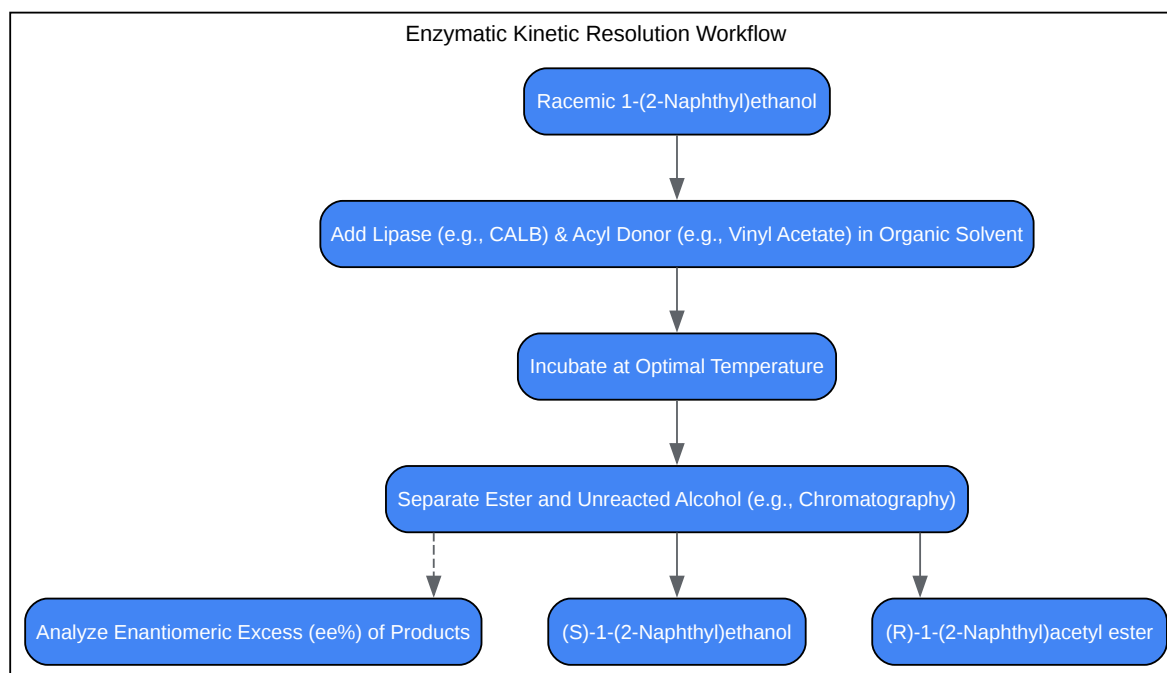 Enzymatic Kinetic Resolution Workflow
Racemic 1-(2-Naphthyl)ethanol
Add Lipase (e.g., CALB) & Acyl Donor (e.g., Vinyl Acetate) in Organic Solvent
Incubate at Optimal Temperature
Separate Ester and Unreacted Alcohol (e.g., Chromatography)
Analyze Enantiomeric Excess (ee%) of Products
(S)-1-(2-Naphthyl)ethanol
(R)-1-(2-Naphthyl)acetyl ester